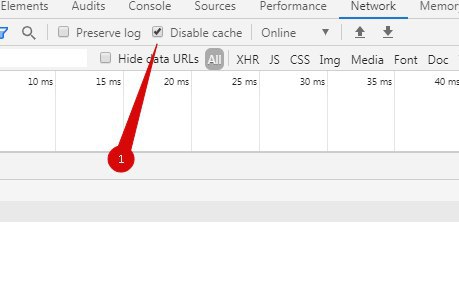 Elements Audits Console Sources Performance Network Memory
Preserve log Disable cache Online
Hide data URLs All XHR JS CSS Img Media Font Doc
10 ms 15 ms 20 ms 25 ms 30 ms 35 ms 40 ms
1